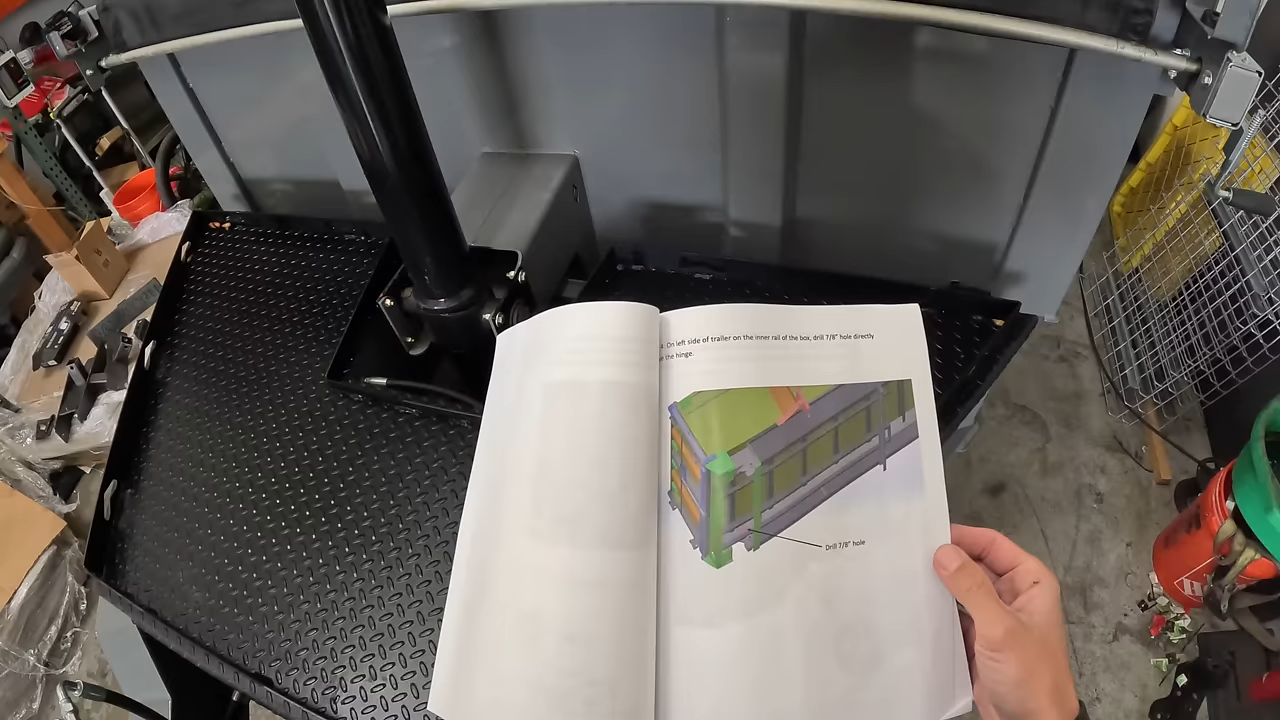 : On left side of trailer on the inner rail of the box, drill 7/8" hole directly
the hinge.
Drill 7/8" hole